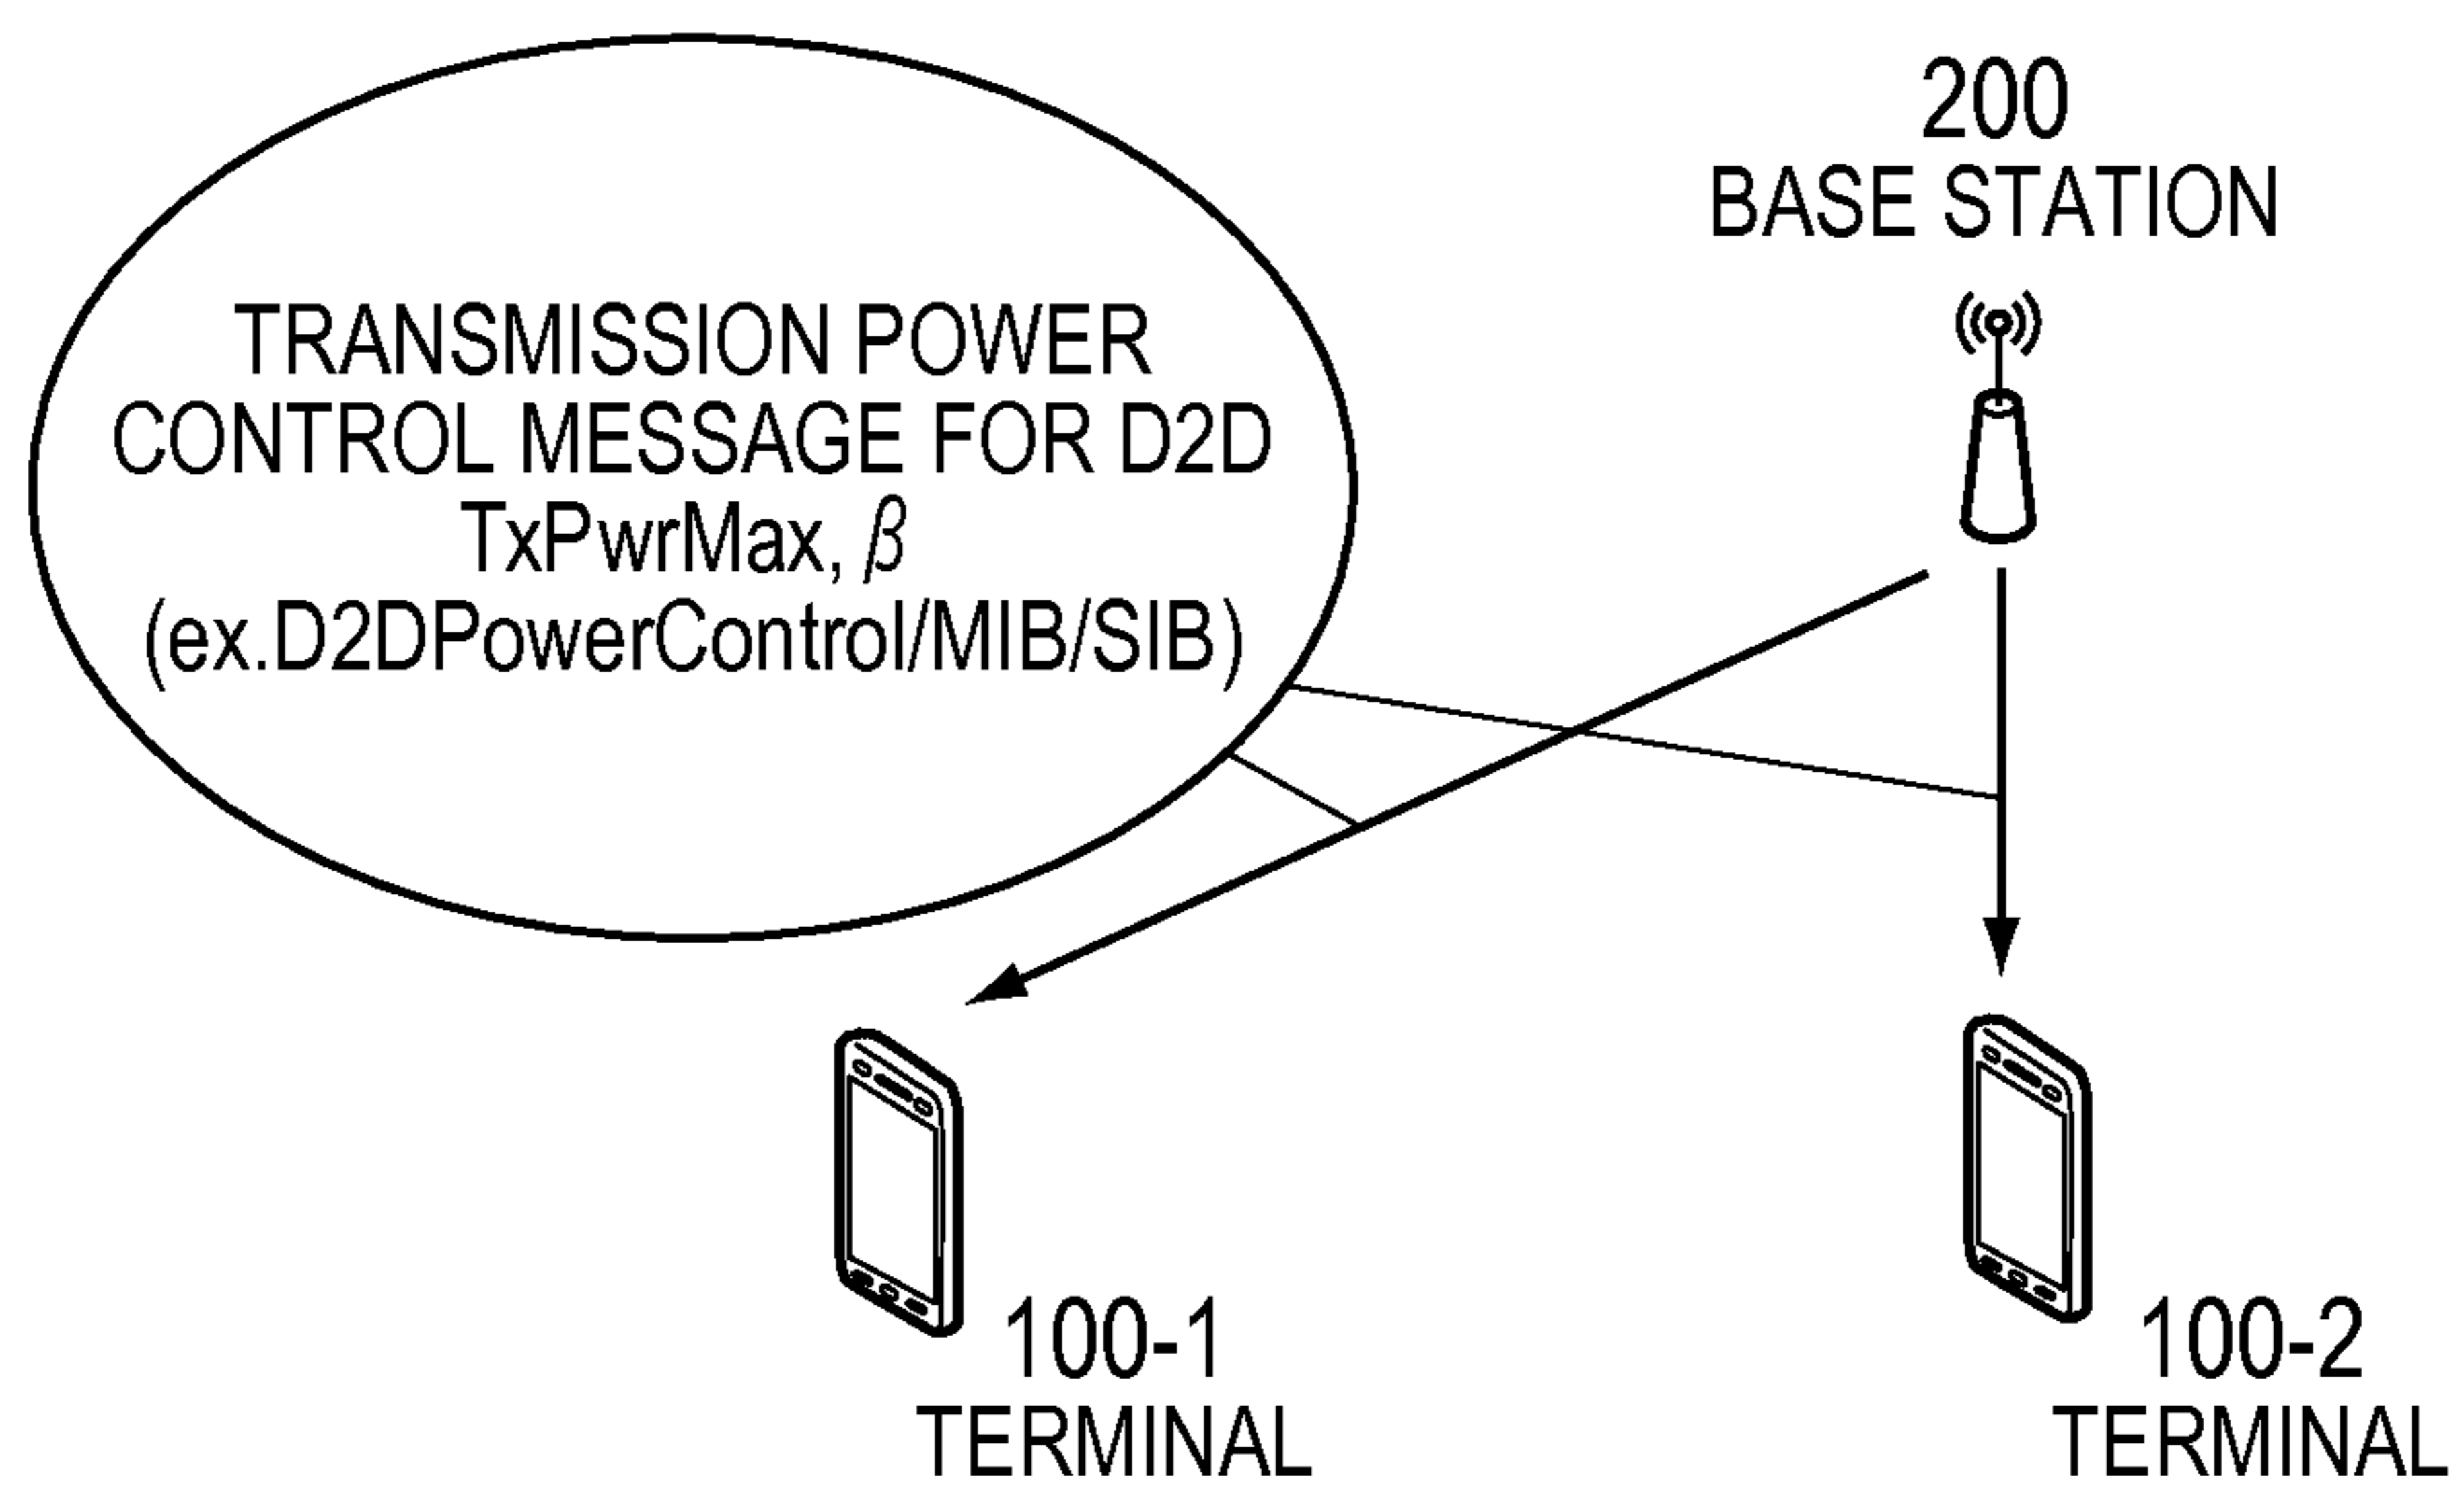 200
BASE STATION
TRANSMISSION POWER
CONTROL MESSAGE FOR D2D
TxPwrMax, β
(ex.D2DPowerControl/MIB/SIB)
100-1
TERMINAL
100-2
TERMINAL